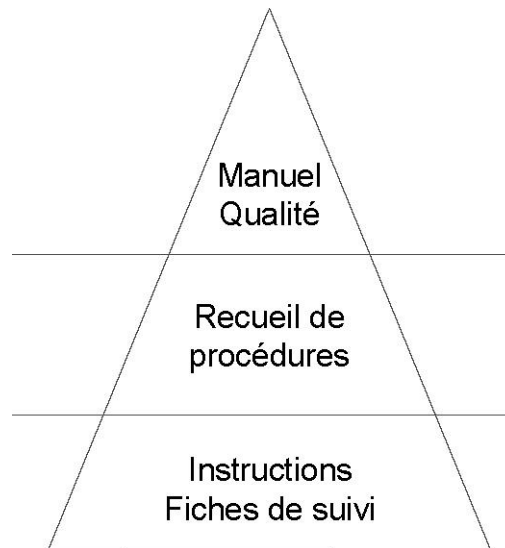 Manuel
Qualité
Recueil de
procédures
Instructions
Fiches de suivi